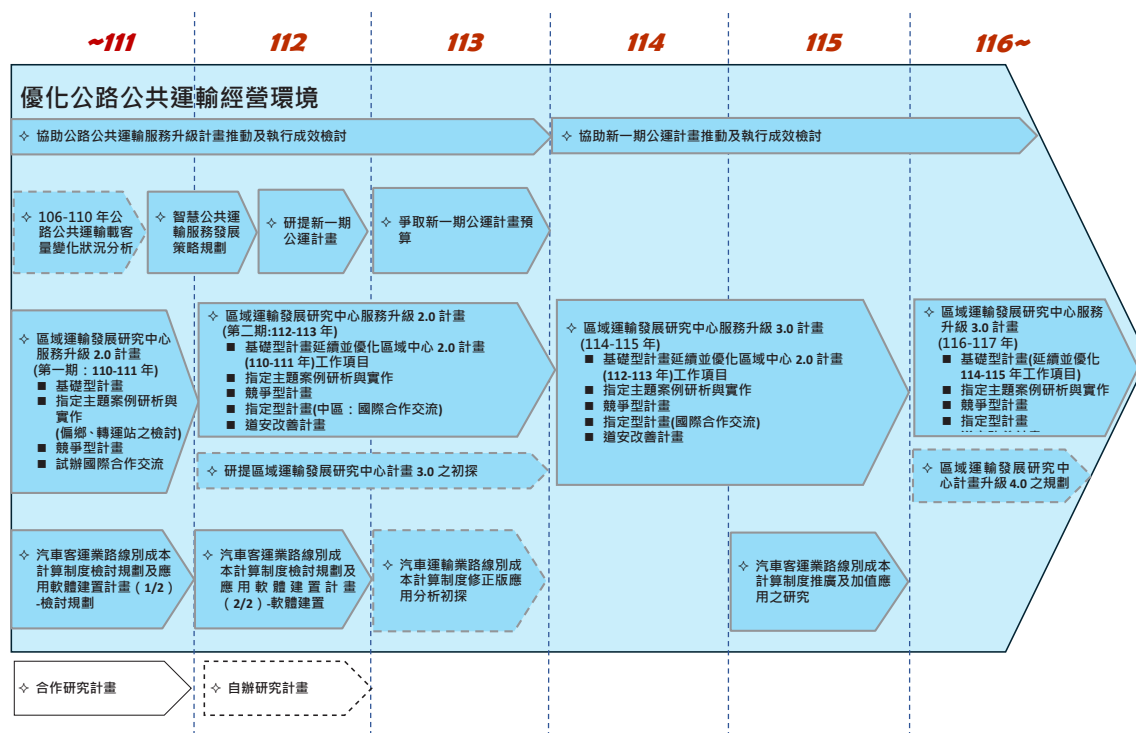 ~111
112
113
114
115
116~
優化公路公共運輸經營環境
✧ 協助公路公共運輸服務升級計畫推動及執行成效檢討
✧ 協助新一期公運計畫推動及執行成效檢討
✧ 106-110 年公
路公共運輸載客
量變化狀況分析
✧ 智慧公共運
輸服務發展
策略規劃
✧ 研提新一期
公運計畫
✧ 爭取新一期公運計畫預
算
✧ 區域運輸發展研究中心
服務升級 2.0 計畫
(第一期：110-111 年)
■ 基礎型計畫
■ 指定主題案例研析與
實作
(偏鄉、轉運站之檢討)
■ 競爭型計畫
■ 試辦國際合作交流
✧ 區域運輸發展研究中心服務升級 2.0 計畫
(第二期:112-113 年)
■ 基礎型計畫延續並優化區域中心 2.0 計畫
(110-111 年)工作項目
■ 指定主題案例研析與實作
■ 競爭型計畫
■ 指定型計畫(中區：國際合作交流)
■ 道安改善計畫
✧ 研提區域運輸發展研究中心計畫 3.0 之初探
✧ 區域運輸發展研究中心服務升級 3.0 計畫
(114-115 年)
■ 基礎型計畫延續並優化區域中心 2.0 計畫
(112-113 年)工作項目
■ 指定主題案例研析與實作
■ 競爭型計畫
■ 指定型計畫(國際合作交流)
■ 道安改善計畫
✧ 區域運輸發展研究中心服務
升級 3.0 計畫
(116-117 年)
■ 基礎型計畫(延續並優化
114-115 年工作項目)
■ 指定主題案例研析與實作
■ 競爭型計畫
■ 指定型計畫
✧ 區域運輸發展研究中
心計畫升級 4.0 之規劃
✧ 汽車客運業路線別成本
計算制度檢討規劃及應
用軟體建置計畫（1/2）
-檢討規劃
✧ 汽車客運業路線別成
本計算制度檢討規劃及
應用軟體建置計畫
（2/2）-軟體建置
✧ 汽車運輸業路線別成
本計算制度修正版應
用分析初探
✧ 汽車客運業路線別成本
計算制度推廣及加值應
用之研究
✧ 合作研究計畫
✧ 自辦研究計畫